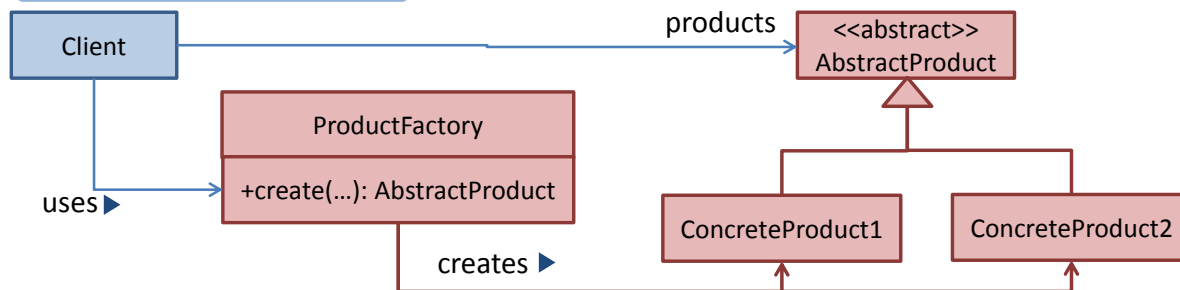 Client
products
<<abstract>>
AbstractProduct
ProductFactory
+create(…): AbstractProduct
uses
ConcreteProduct1
ConcreteProduct2
creates